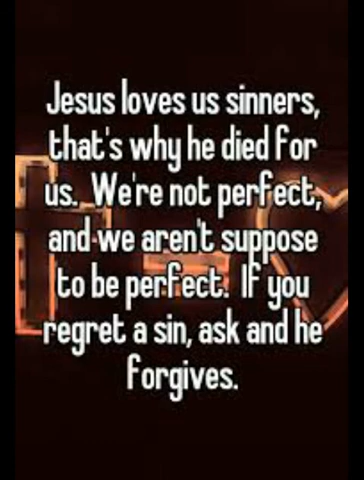 Jesus loves us sinners,
that's why he died for
us.  We're not perfect,
and we aren't suppose
to be perfect.  If you
regret a sin, ask and he
forgives.